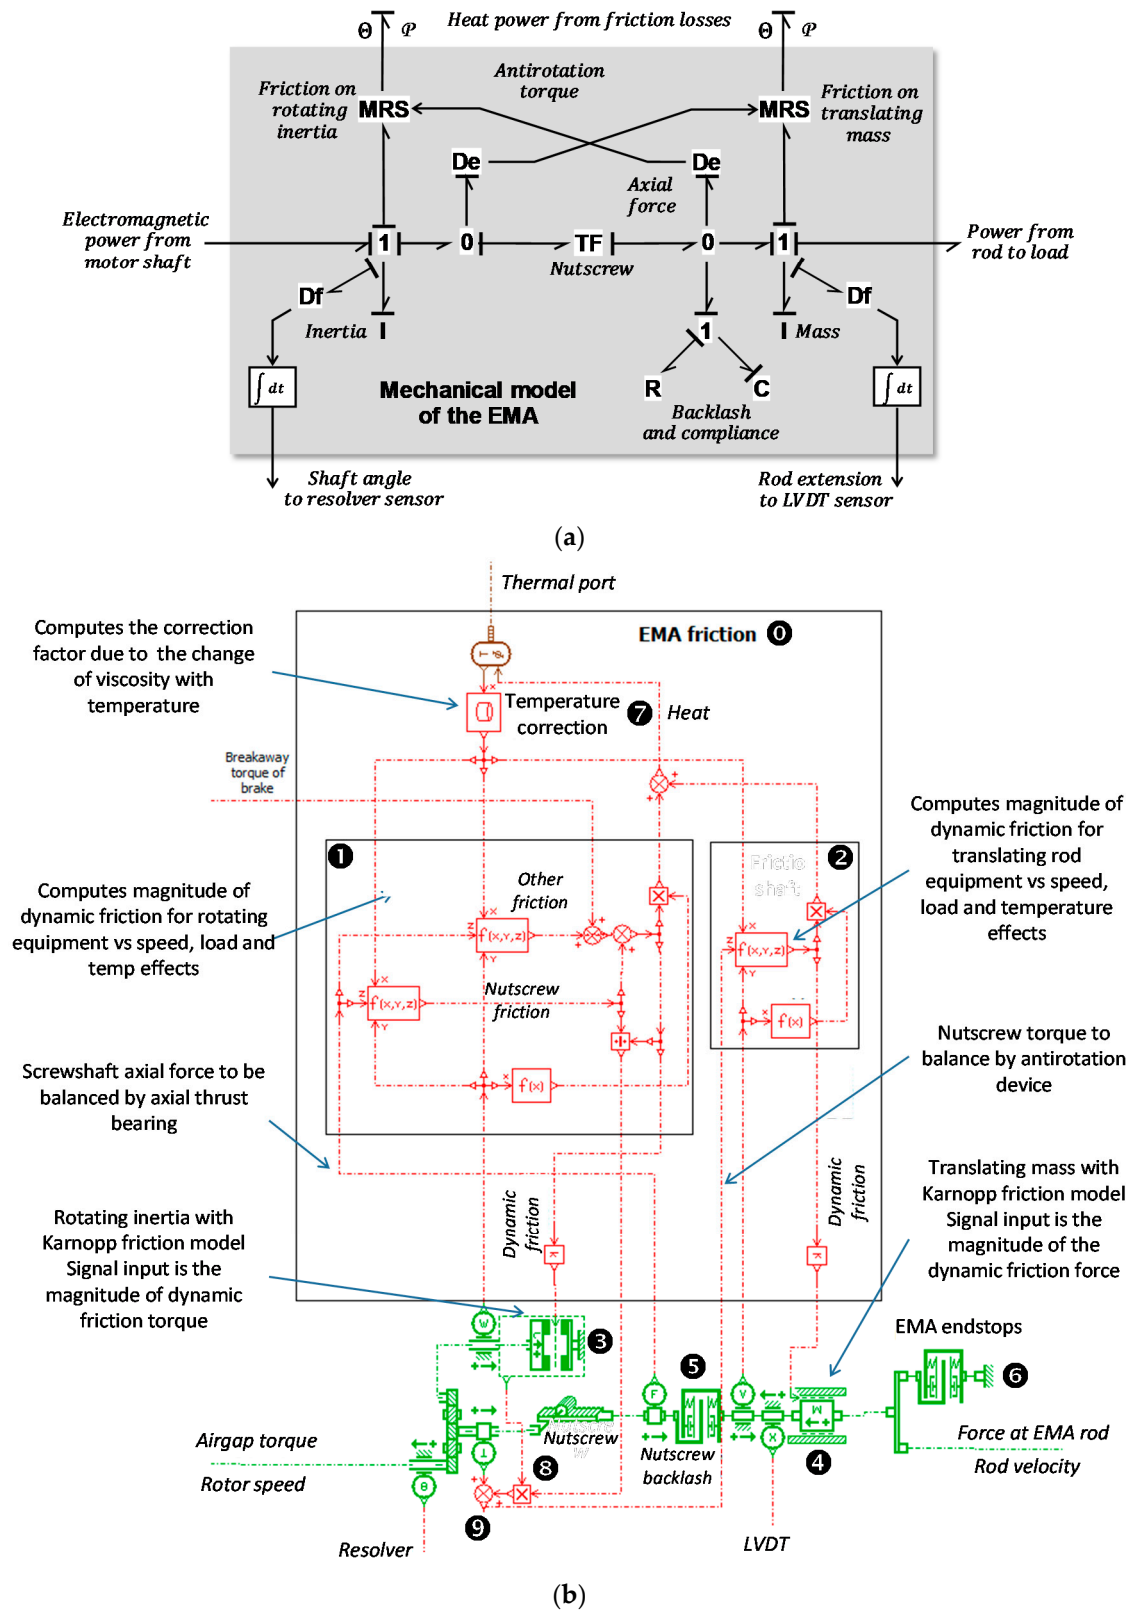 Heat power from friction losses
Θ 𝒫
Θ 𝒫
Antirotation
torque
Friction on
rotating
inertia
MRS
MRS
Friction on
translating
mass
De
De
Axial
force
Electromagnetic
power from
motor shaft
1
0
TF
0
1
Nutscrew
Power from
rod to load
Df
Inertia I
1
I Mass
Df
∫ dt
R
C
∫ dt
Mechanical model
of the EMA
Backlash
and compliance
Shaft angle
to resolver sensor
Rod extension
to LVDT sensor
(a)
Thermal port
EMA friction 0
Computes the correction
factor due to the change
of viscosity with
temperature
T
x
Temperature
correction
7 Heat
Breakaway
torque of
brake
+
+
Computes magnitude of
dynamic friction for
translating rod
equipment vs speed,
load and temperature
effects
1
2
Frictio
shaft
Other
friction
Computes magnitude of
dynamic friction for rotating
equipment vs speed, load and
temp effects
x
z
f(x,y,z)
y
+
+
+
x
z
f(x,y,z)
y
x
z
f(x,y,z)
y
Nutscrew
friction
x
f(x)
x
f(x)
Nutscrew torque to
balance by antirotation
device
Screwshaft axial force to be
balanced by axial thrust
bearing
Translating mass with
Karnopp friction model
Signal input is the
magnitude of the
dynamic friction force
Rotating inertia with
Karnopp friction model
Signal input is the
magnitude of dynamic
friction torque
Dynamic
friction
K
Dynamic
friction
K
W
J
3
5
EMA endstops
6
F
V
M
X
4
Airgap torque
Rotor speed
T
θ
Nutscrew
8
Nutscrew
backlash
Force at EMA rod
Rod velocity
+
+
9
Resolver
LVDT
(b)